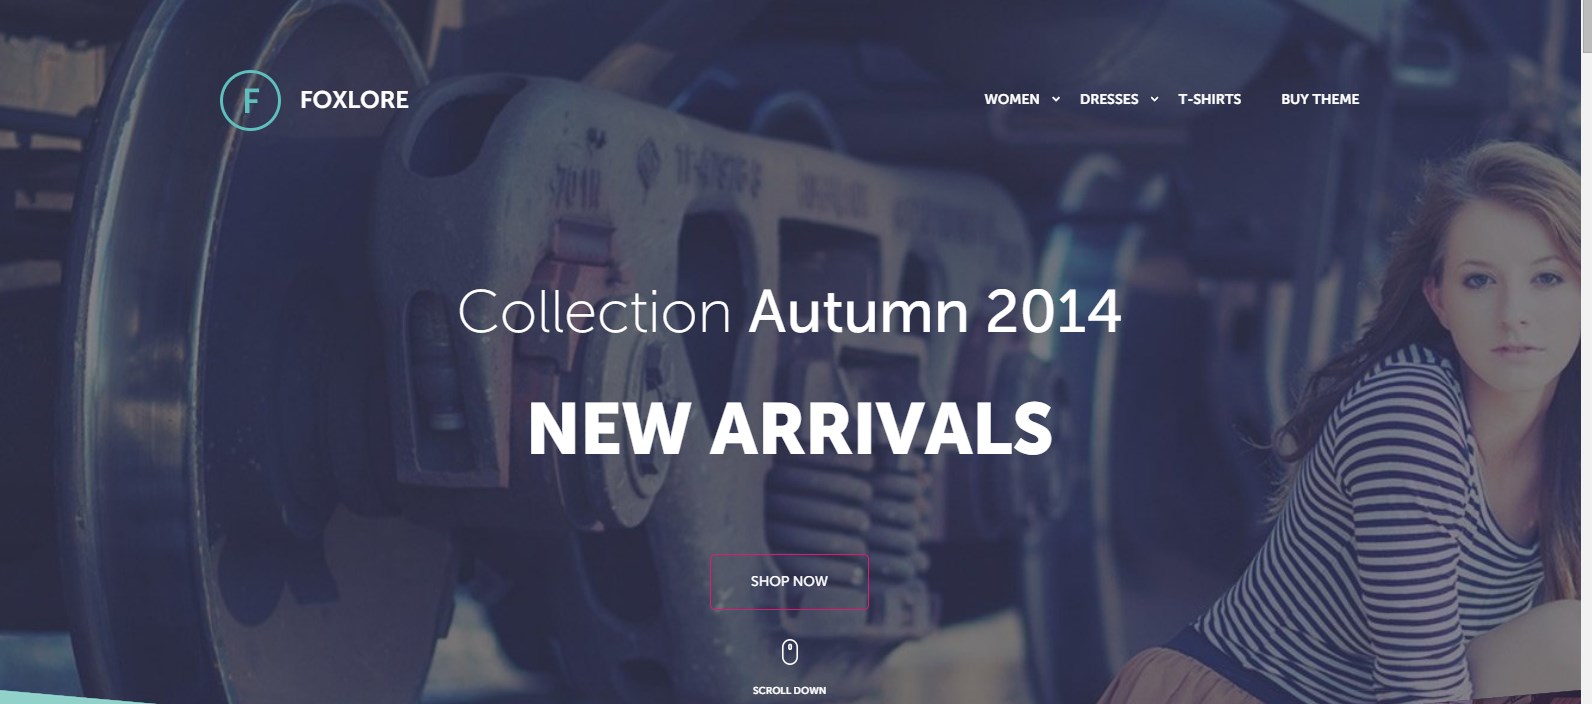 F FOXLORE
WOMEN DRESSES T-SHIRTS BUY THEME
Collection Autumn 2014
NEW ARRIVALS
SHOP NOW
SCROLL DOWN